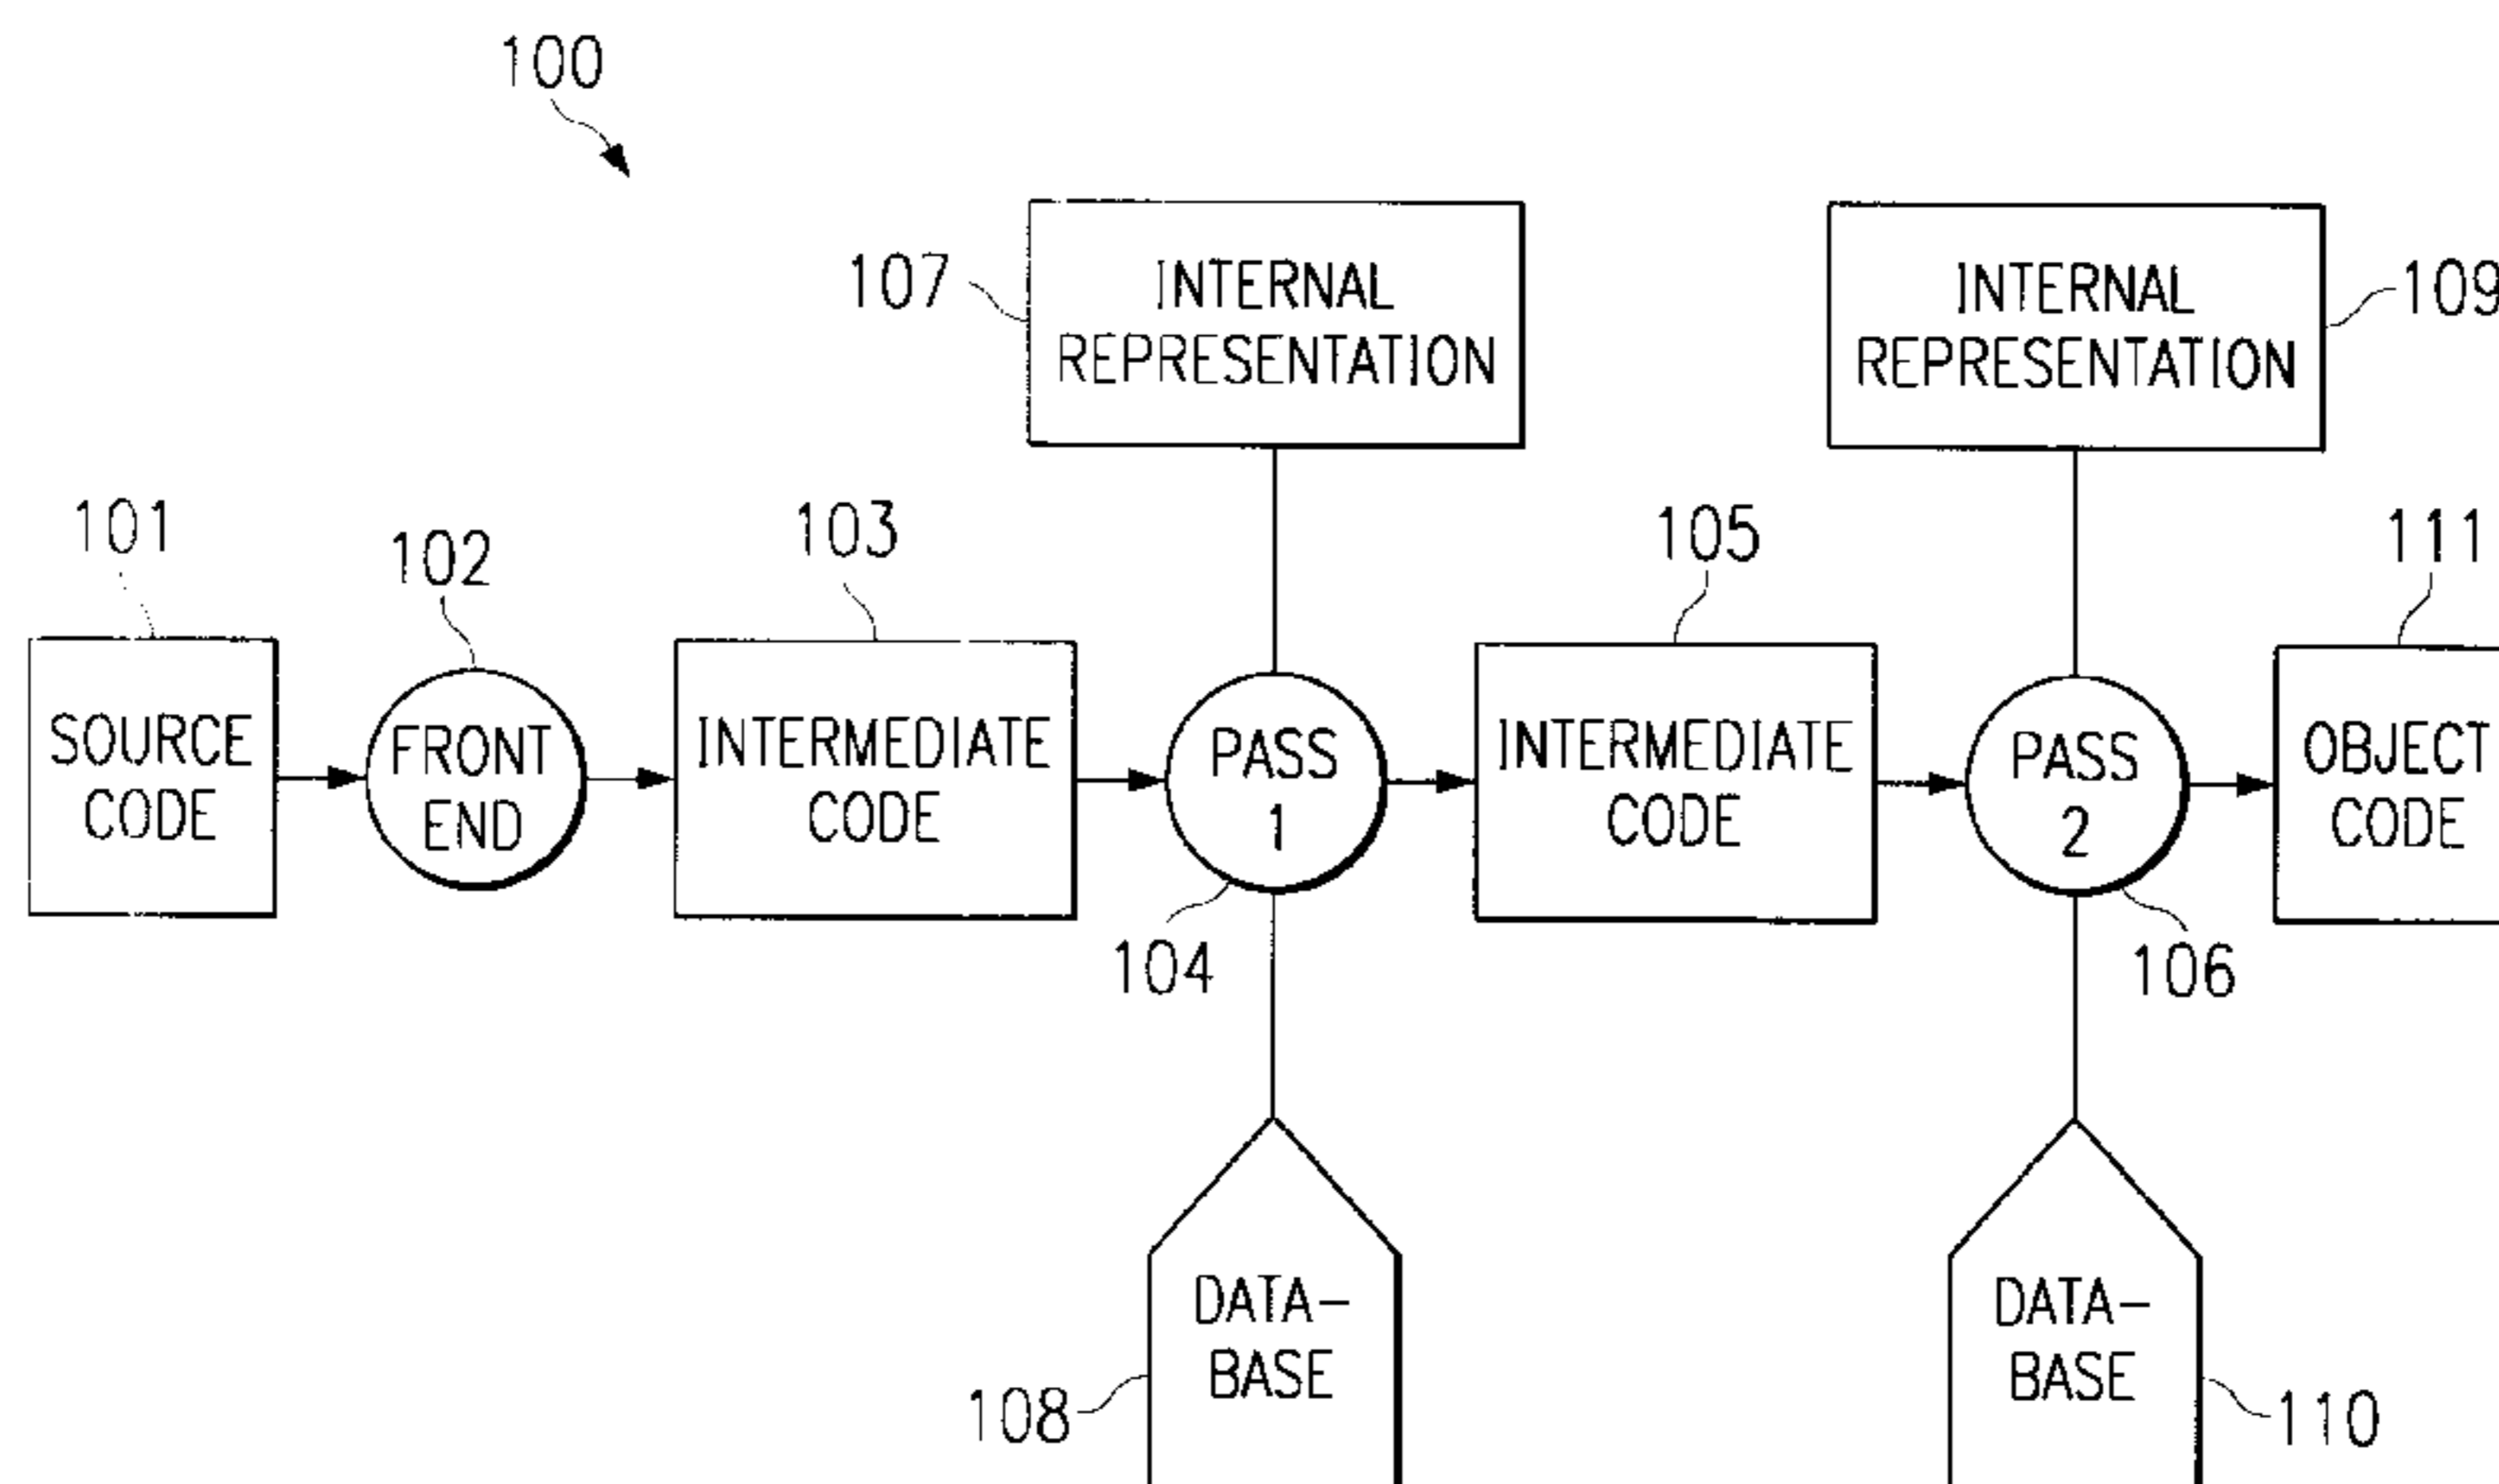 100
107
INTERNAL
REPRESENTATION
INTERNAL
REPRESENTATION
109
101
102
103
105
111
SOURCE
CODE
FRONT
END
INTERMEDIATE
CODE
PASS
1
INTERMEDIATE
CODE
PASS
2
OBJECT
CODE
104
106
DATA-
BASE
108
DATA-
BASE
110